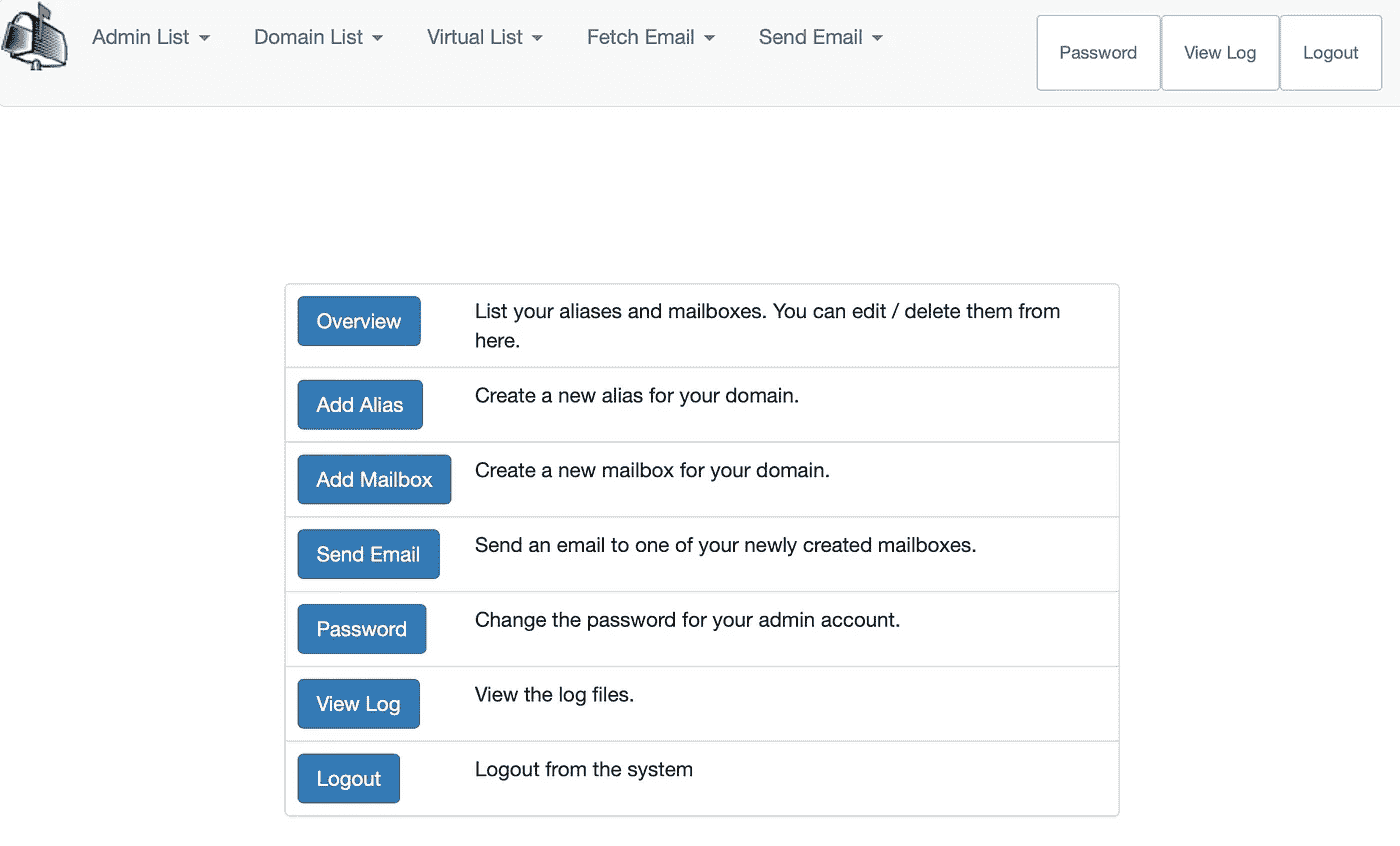 Admin List
Domain List
Virtual List
Fetch Email
Send Email
Password
View Log
Logout
Overview
List your aliases and mailboxes. You can edit / delete them from
here.
Add Alias
Create a new alias for your domain.
Add Mailbox
Create a new mailbox for your domain.
Send Email
Send an email to one of your newly created mailboxes.
Password
Change the password for your admin account.
View Log
View the log files.
Logout
Logout from the system